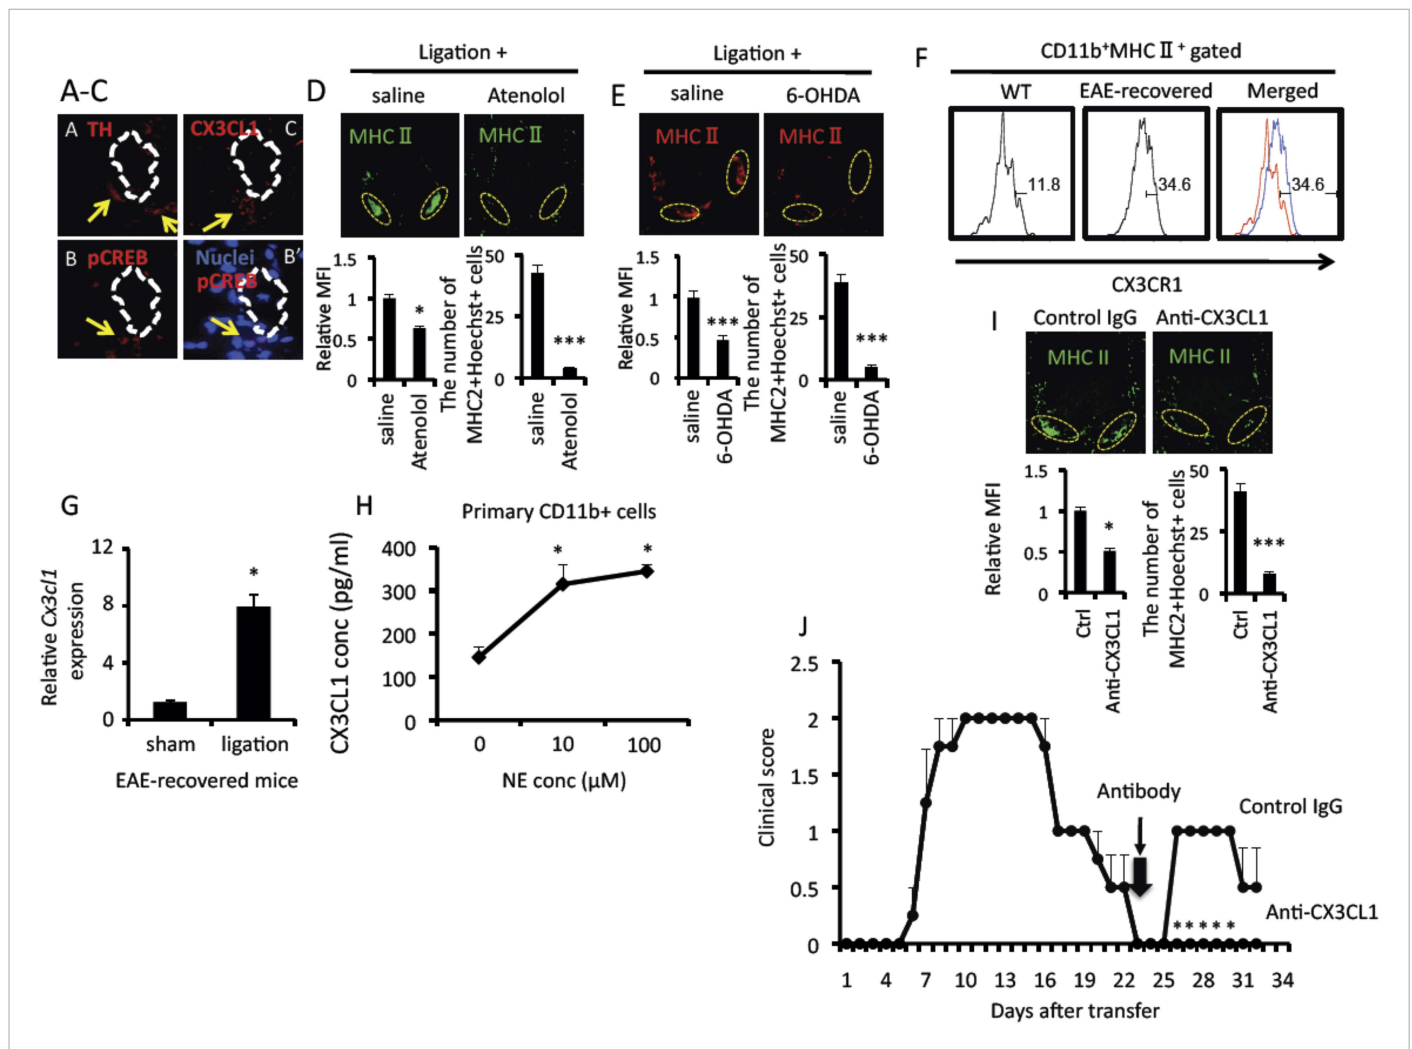 A-C
A
TH
CX3CL1
C
B
pCREB
Nuclei
pCREB
B'
Ligation +
D
saline
Atenolol
MHC Ⅱ
MHC Ⅱ
Relative MFI
1.5
1
0.5
0
*
saline
Atenolol
The number of
MHC2+Hoechst+ cells
50
25
0
***
saline
Atenolol
Ligation +
E
saline
6-OHDA
MHC Ⅱ
MHC Ⅱ
Relative MFI
1.5
1
0.5
0
***
saline
6-OHDA
The number of
MHC2+Hoechst+ cells
50
25
0
***
saline
6-OHDA
F
CD11b+MHC Ⅱ + gated
WT
EAE-recovered
Merged
11.8
34.6
34.6
CX3CR1
G
Relative Cx3cl1
expression
12
8
4
0
*
sham
ligation
EAE-recovered mice
H
Primary CD11b+ cells
CX3CL1 conc (pg/ml)
400
300
200
100
0
*
*
0
10
100
NE conc (μM)
I
Control IgG
Anti-CX3CL1
MHC II
MHC II
Relative MFI
1.5
1
0.5
0
*
Ctrl
Anti-CX3CL1
The number of
MHC2+Hoechst+ cells
50
25
0
***
Ctrl
Anti-CX3CL1
J
Clinical score
2.5
2
1.5
1
0.5
0
Antibody
Control IgG
Anti-CX3CL1
*****
1 4 7 10 13 16 19 22 25 28 31 34
Days after transfer